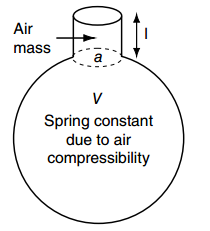 Air
mass
l
a
V
Spring constant
due to air
compressibility